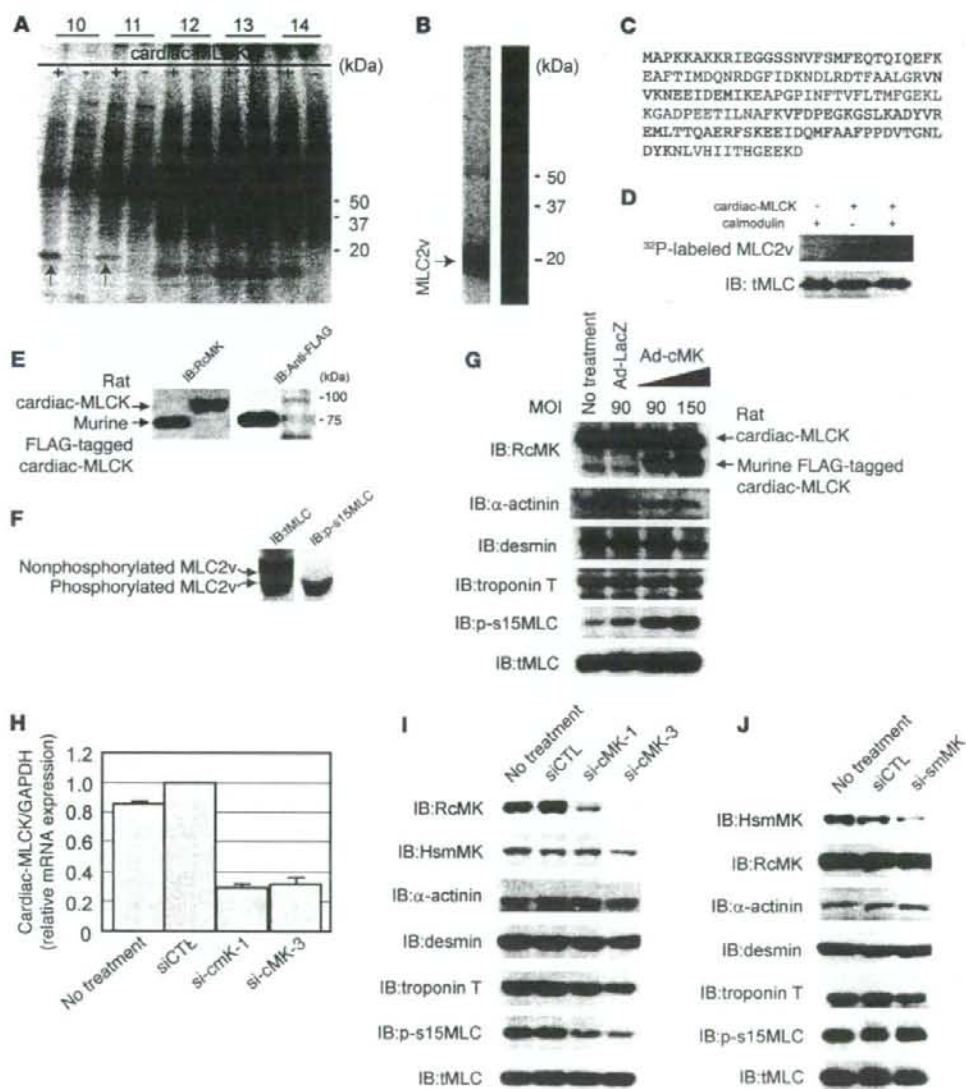 A
10 11 12 13 14
cardiac-MLCK
+ - + - + - + - + -
(kDa)
50
37
20
B
(kDa)
50
37
20
MLC2v
C
MAPKKAKKRIEGGSSNVFSMFEQTQIQEFK
EAFTIMDQNRDGFIDKNDLRDTFAALGRVN
VKNEEIDEMIKEAPGPINFTVFLTMFGEKL
KGADPEETILNAFKVFDPEGKGSLKADYVR
EMLTTQAERFSKEEIDQMFAAFPPDVTGNL
DYKNLVHIITHGEEKD
D
cardiac-MLCK - + +
calmodulin + - +
³²P-labeled MLC2v
IB: tMLC
E
IB:RcMK
IB:Anti-FLAG
(kDa)
Rat
cardiac-MLCK
Murine
FLAG-tagged
cardiac-MLCK
-100
-75
F
IB:tMLC
IB:p-s15MLC
Nonphosphorylated MLC2v
Phosphorylated MLC2v
G
No treatment
Ad-LacZ
Ad-cMK
MOI 90 90 150
IB:RcMK
Rat
cardiac-MLCK
Murine FLAG-tagged
cardiac-MLCK
IB:α-actinin
IB:desmin
IB:troponin T
IB:p-s15MLC
IB:tMLC
H
Cardiac-MLCK/GAPDH
(relative mRNA expression)
1.2
1.0
0.8
0.6
0.4
0.2
0
No treatment
siCTL
si-cmK-1
si-cMK-3
I
No treatment
siCTL
si-cMK-1
si-cMK-3
IB:RcMK
IB:HsmMK
IB:α-actinin
IB:desmin
IB:troponin T
IB:p-s15MLC
IB:tMLC
J
No treatment
siCTL
si-smMK
IB:HsmMK
IB:RcMK
IB:α-actinin
IB:desmin
IB:troponin T
IB:p-s15MLC
IB:tMLC